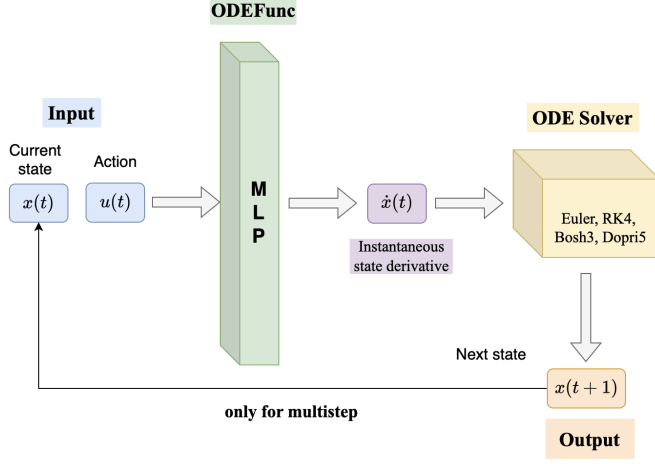 ODEFunc
Input
Current
state
Action
x(t)
u(t)
M
L
P
ẋ(t)
Instantaneous
state derivative
ODE Solver
Euler, RK4,
Bosh3, Dopri5
Next state
x(t + 1)
only for multistep
Output